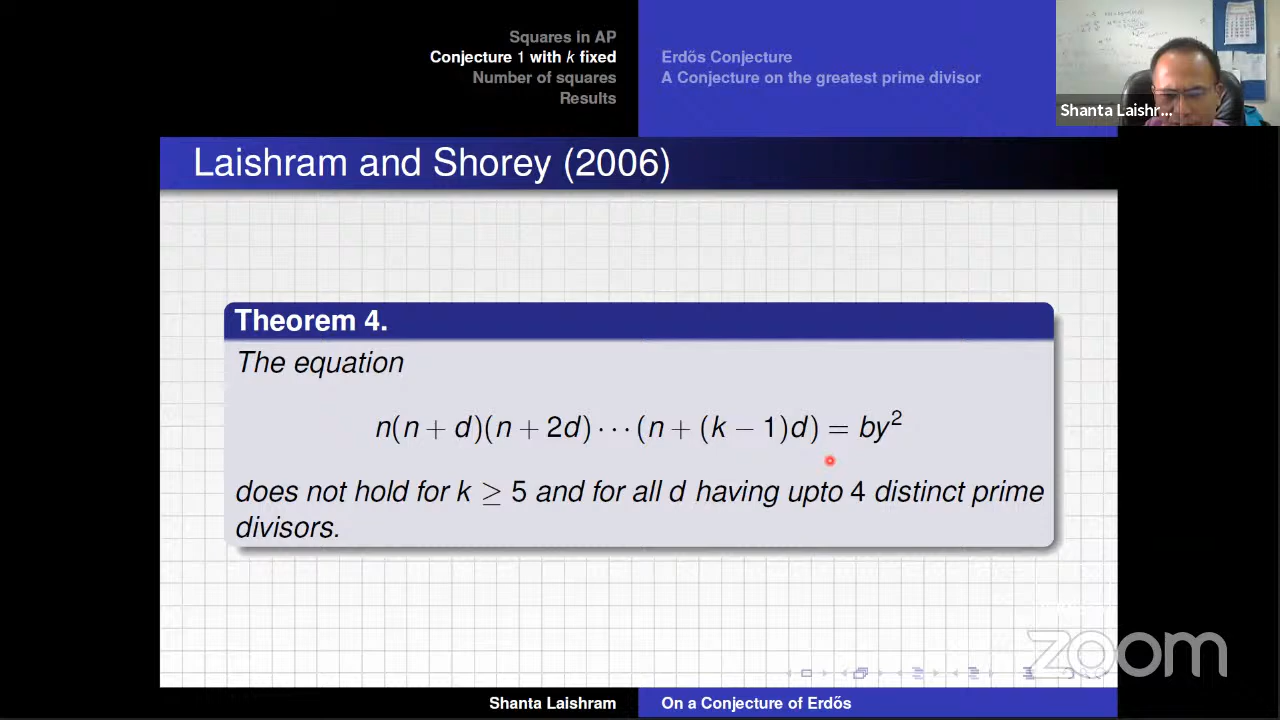 Squares in AP
Conjecture 1 with k fixed
Number of squares
Results
Erdős Conjecture
A Conjecture on the greatest prime divisor
Shanta Laishr...
Laishram and Shorey (2006)
Theorem 4.
The equation
n(n + d)(n + 2d) · · · (n + (k − 1)d) = by²
does not hold for k ≥ 5 and for all d having upto 4 distinct prime
divisors.
zoom
Shanta Laishram
On a Conjecture of Erdős